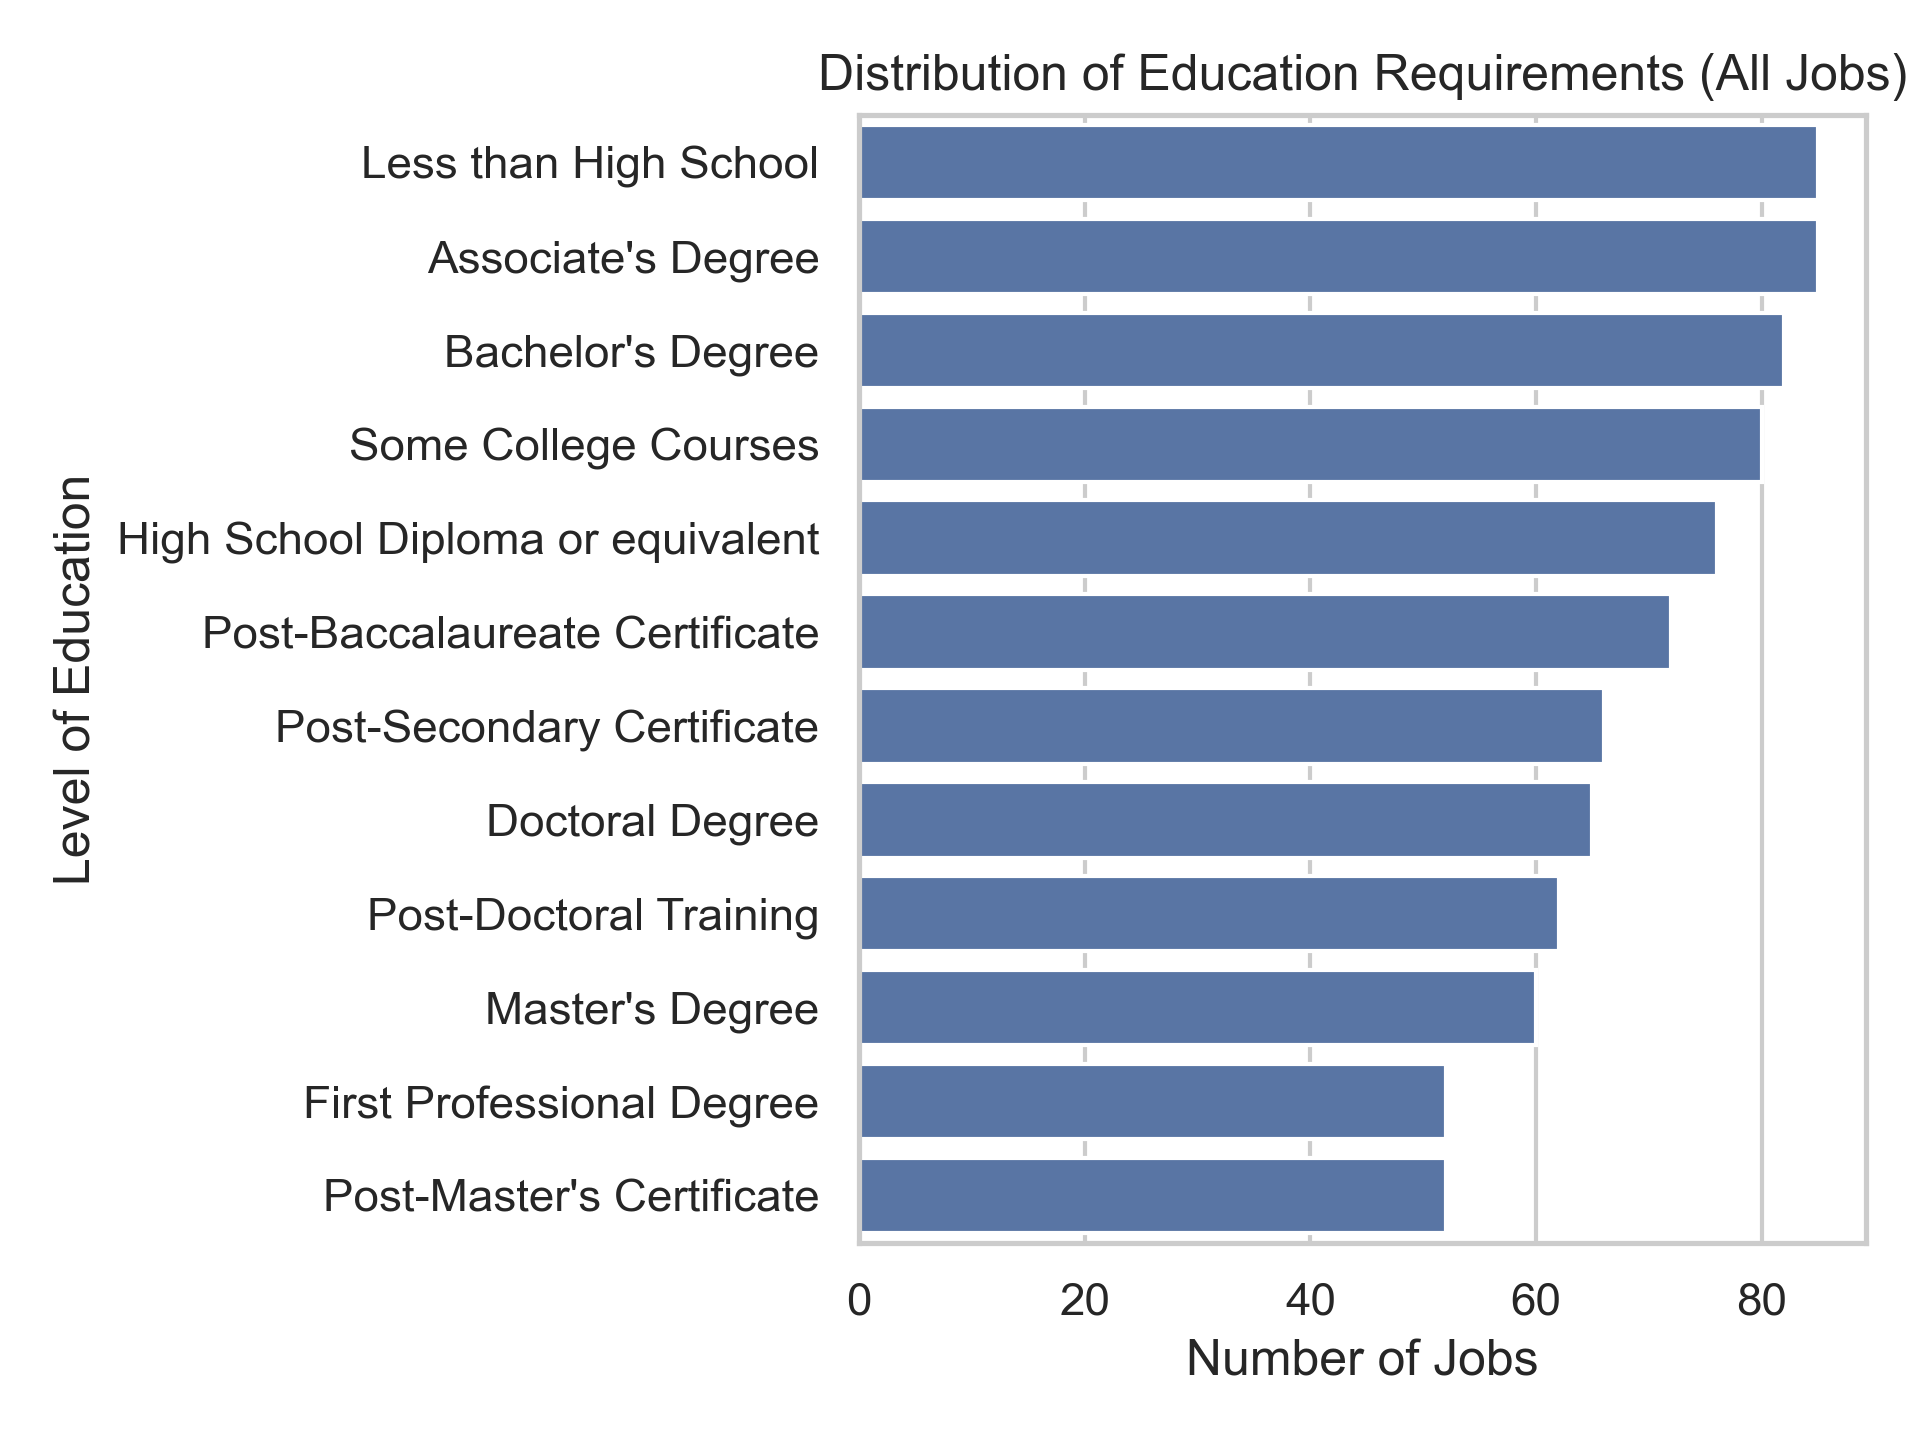 Distribution of Education Requirements (All Jobs)
Level of Education
Less than High School
Associate's Degree
Bachelor's Degree
Some College Courses
High School Diploma or equivalent
Post-Baccalaureate Certificate
Post-Secondary Certificate
Doctoral Degree
Post-Doctoral Training
Master's Degree
First Professional Degree
Post-Master's Certificate
0 20 40 60 80
Number of Jobs